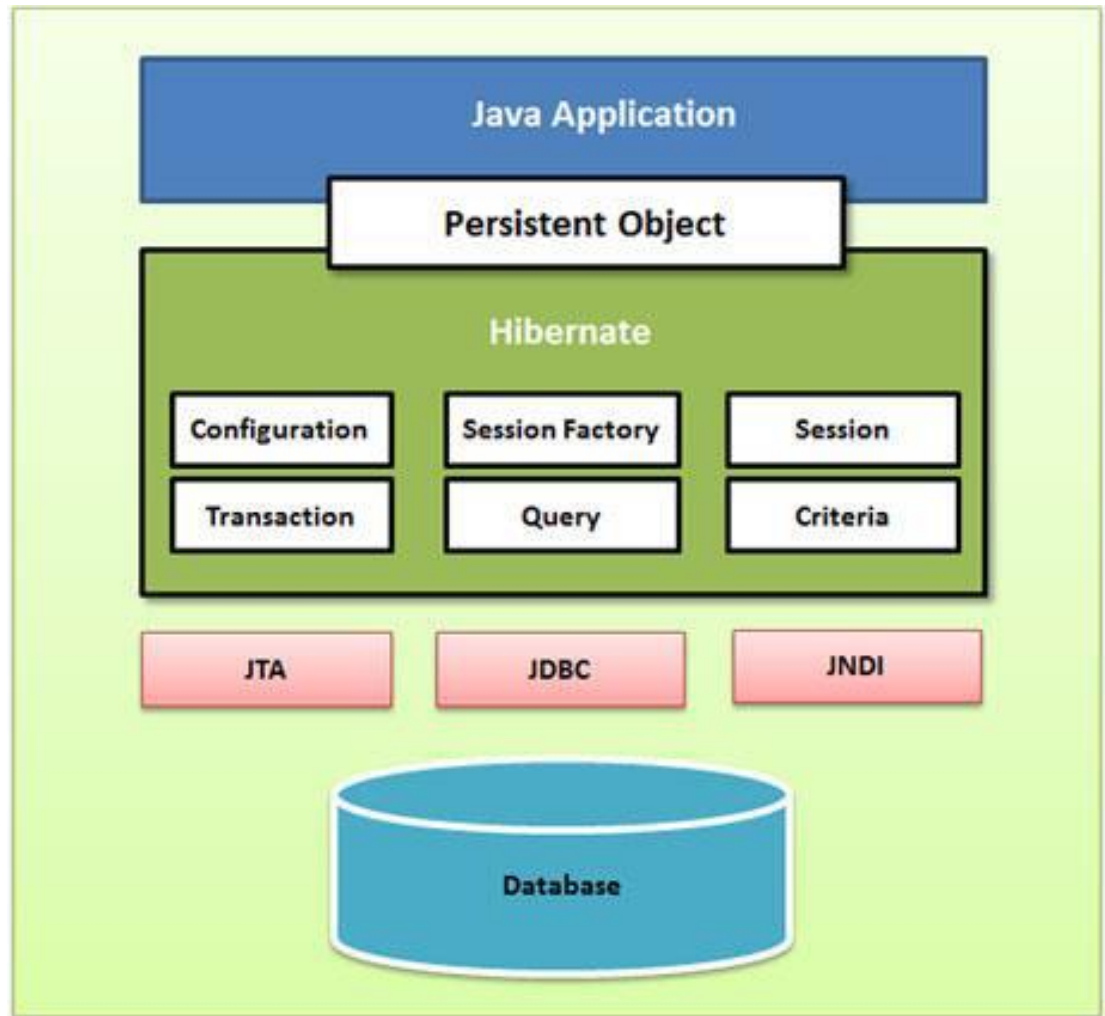 Java Application
Persistent Object
Hibernate
Configuration
Session Factory
Session
Transaction
Query
Criteria
JTA
JDBC
JNDI
Database